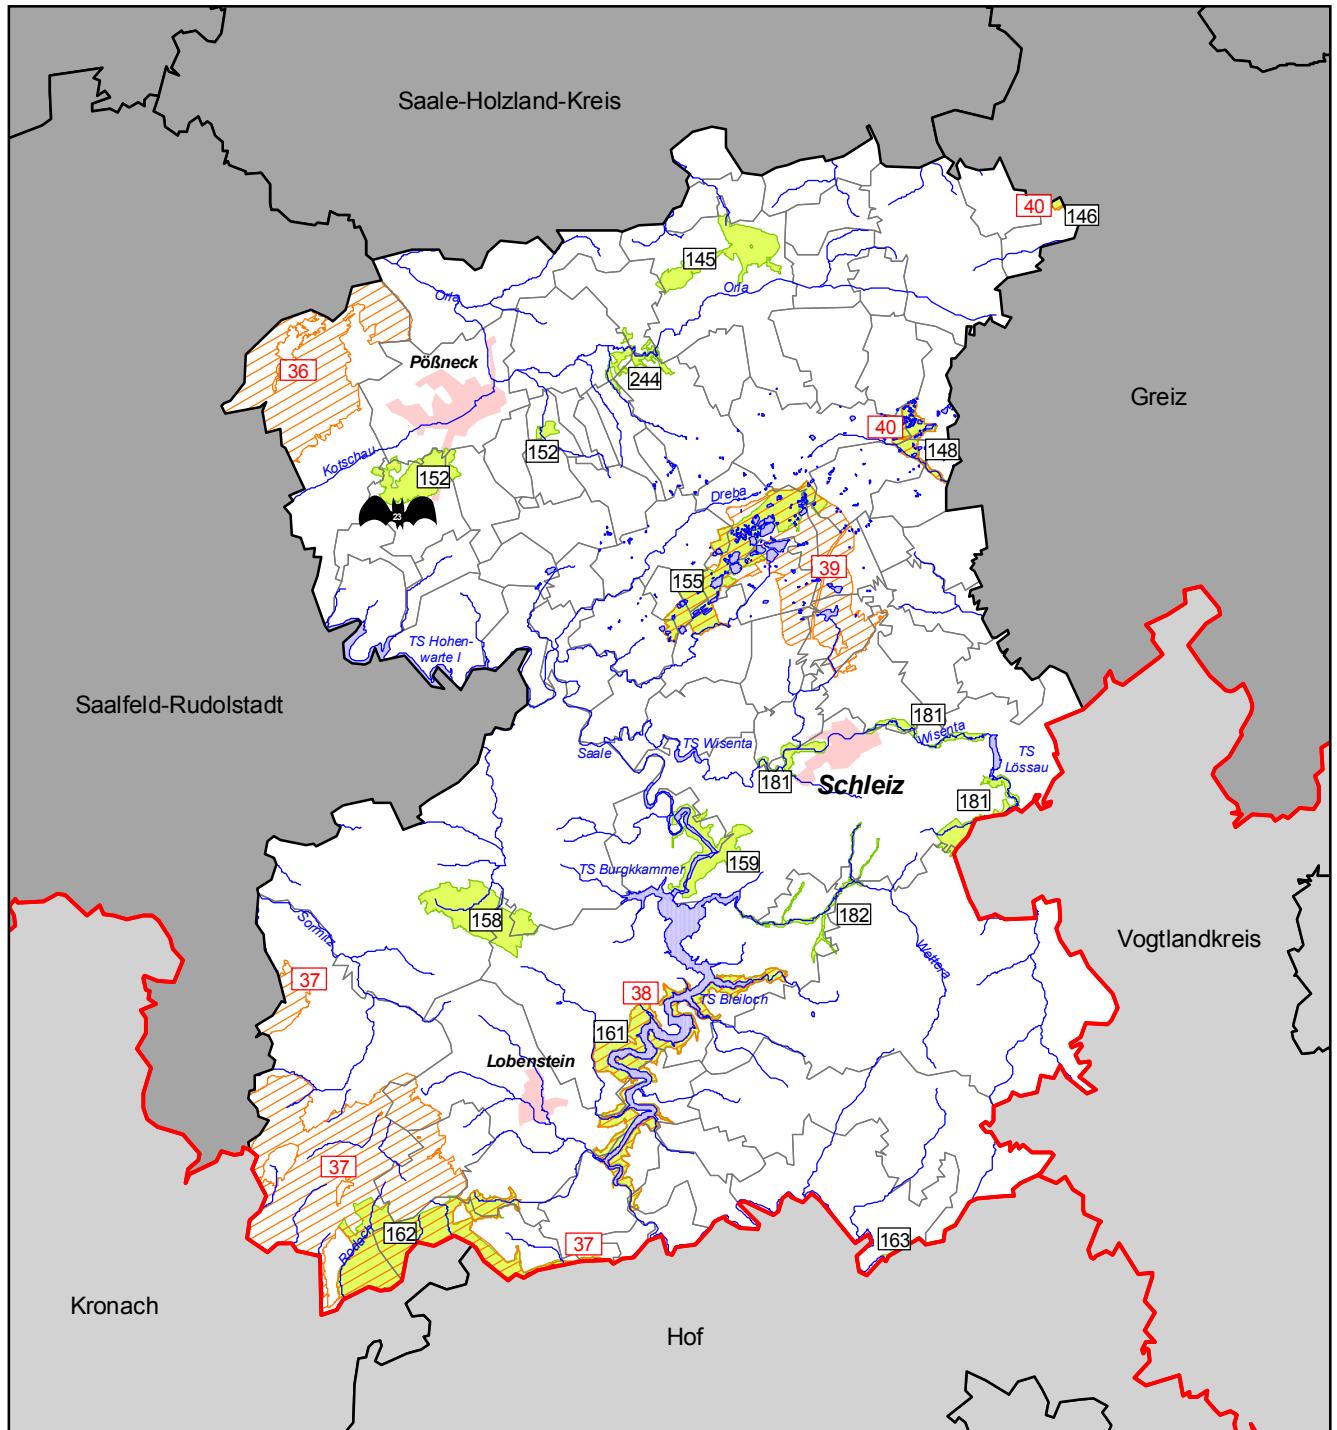 Saale-Holzland-Kreis
40
146
145
Orla
Orla
Pößneck
36
244
Greiz
40
148
152
Kotschau
152
23
Dreba
39
155
TS Hohen-
warte I
Saalfeld-Rudolstadt
181
Wisenta
TS Wisenta
Saale
TS
Lössau
181
Schleiz
181
159
TS Burgkkammer
158
182
Sormitz
Vogtlandkreis
Wettera
37
38
TS Bleiloch
161
Lobenstein
37
162
Rodach
37
163
Kronach
Hof